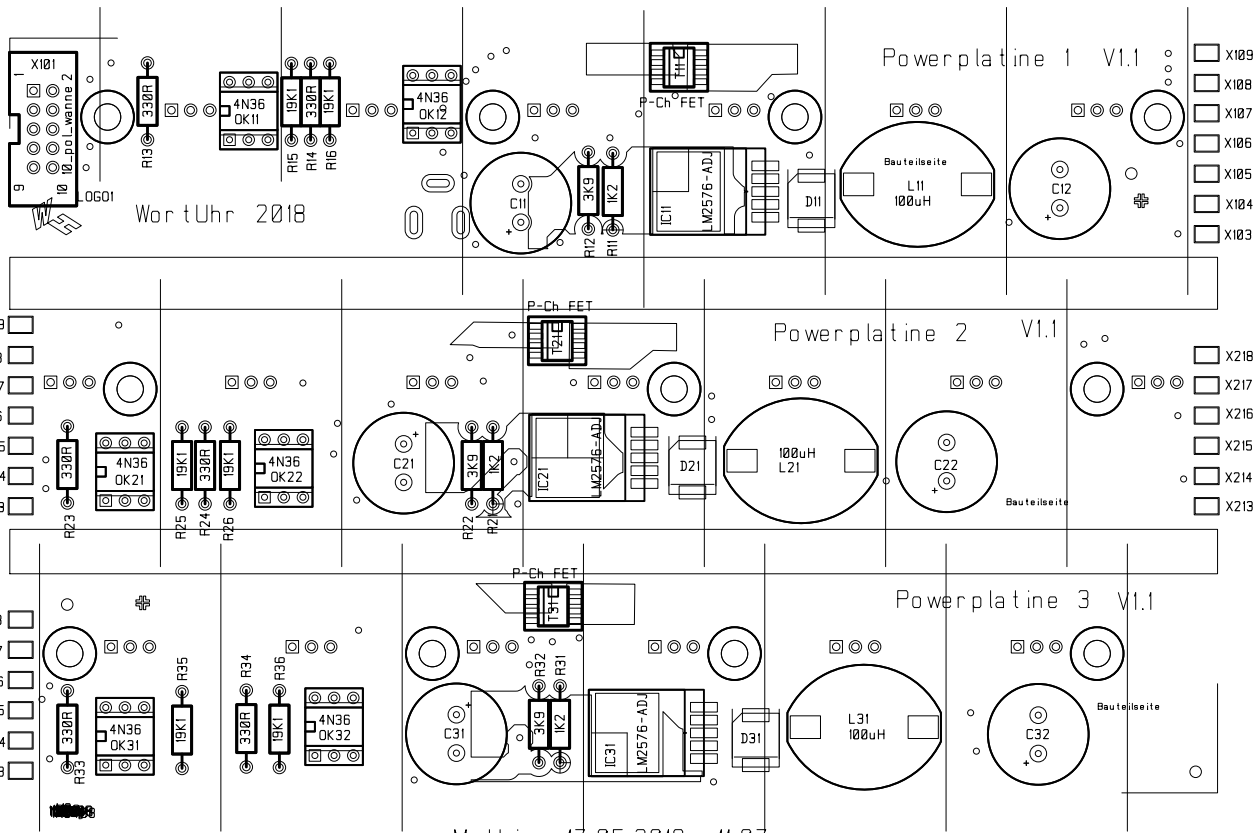 X101
1
2
10_pol_wanne
9
10
LOGO1
WH
WortUhr 2018
330R
R13
4N36
OK11
19K1
330R
19K1
R15
R14
R16
4N36
OK12
C11
3K9
1K2
R12
R11
T11
P-Ch FET
IC11
LM2576-ADJ
D11
Bauteilseite
L11
100uH
C12
Powerplatine 1 V1.1
X109
X108
X107
X106
X105
X104
X103
P-Ch FET
T21
Powerplatine 2 V1.1
330R
R23
4N36
OK21
19K1
330R
19K1
R25
R24
R26
4N36
OK22
C21
3K9
1K2
R22
R21
IC21
LM2576-ADJ
D21
100uH
L21
C22
Bauteilseite
X218
X217
X216
X215
X214
X213
P-Ch FET
T31
Powerplatine 3 V1.1
330R
R33
4N36
OK31
R35
19K1
R34
R36
330R
19K1
4N36
OK32
C31
R32
R31
3K9
1K2
IC31
LM2576-ADJ
D31
L31
100uH
C32
Bauteilseite